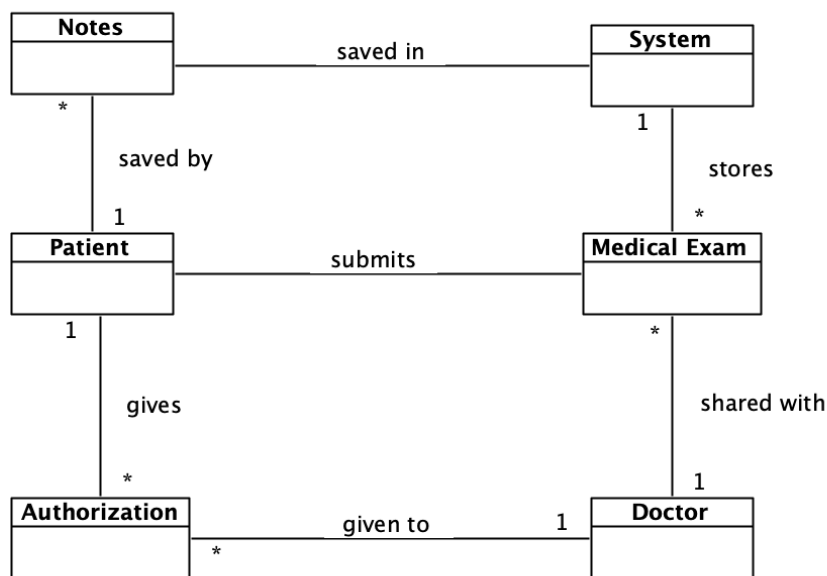 Notes
saved in
System
*
1
saved by
stores
1
*
Patient
submits
Medical Exam
1
*
gives
shared with
*
1
Authorization
given to
1
Doctor
*